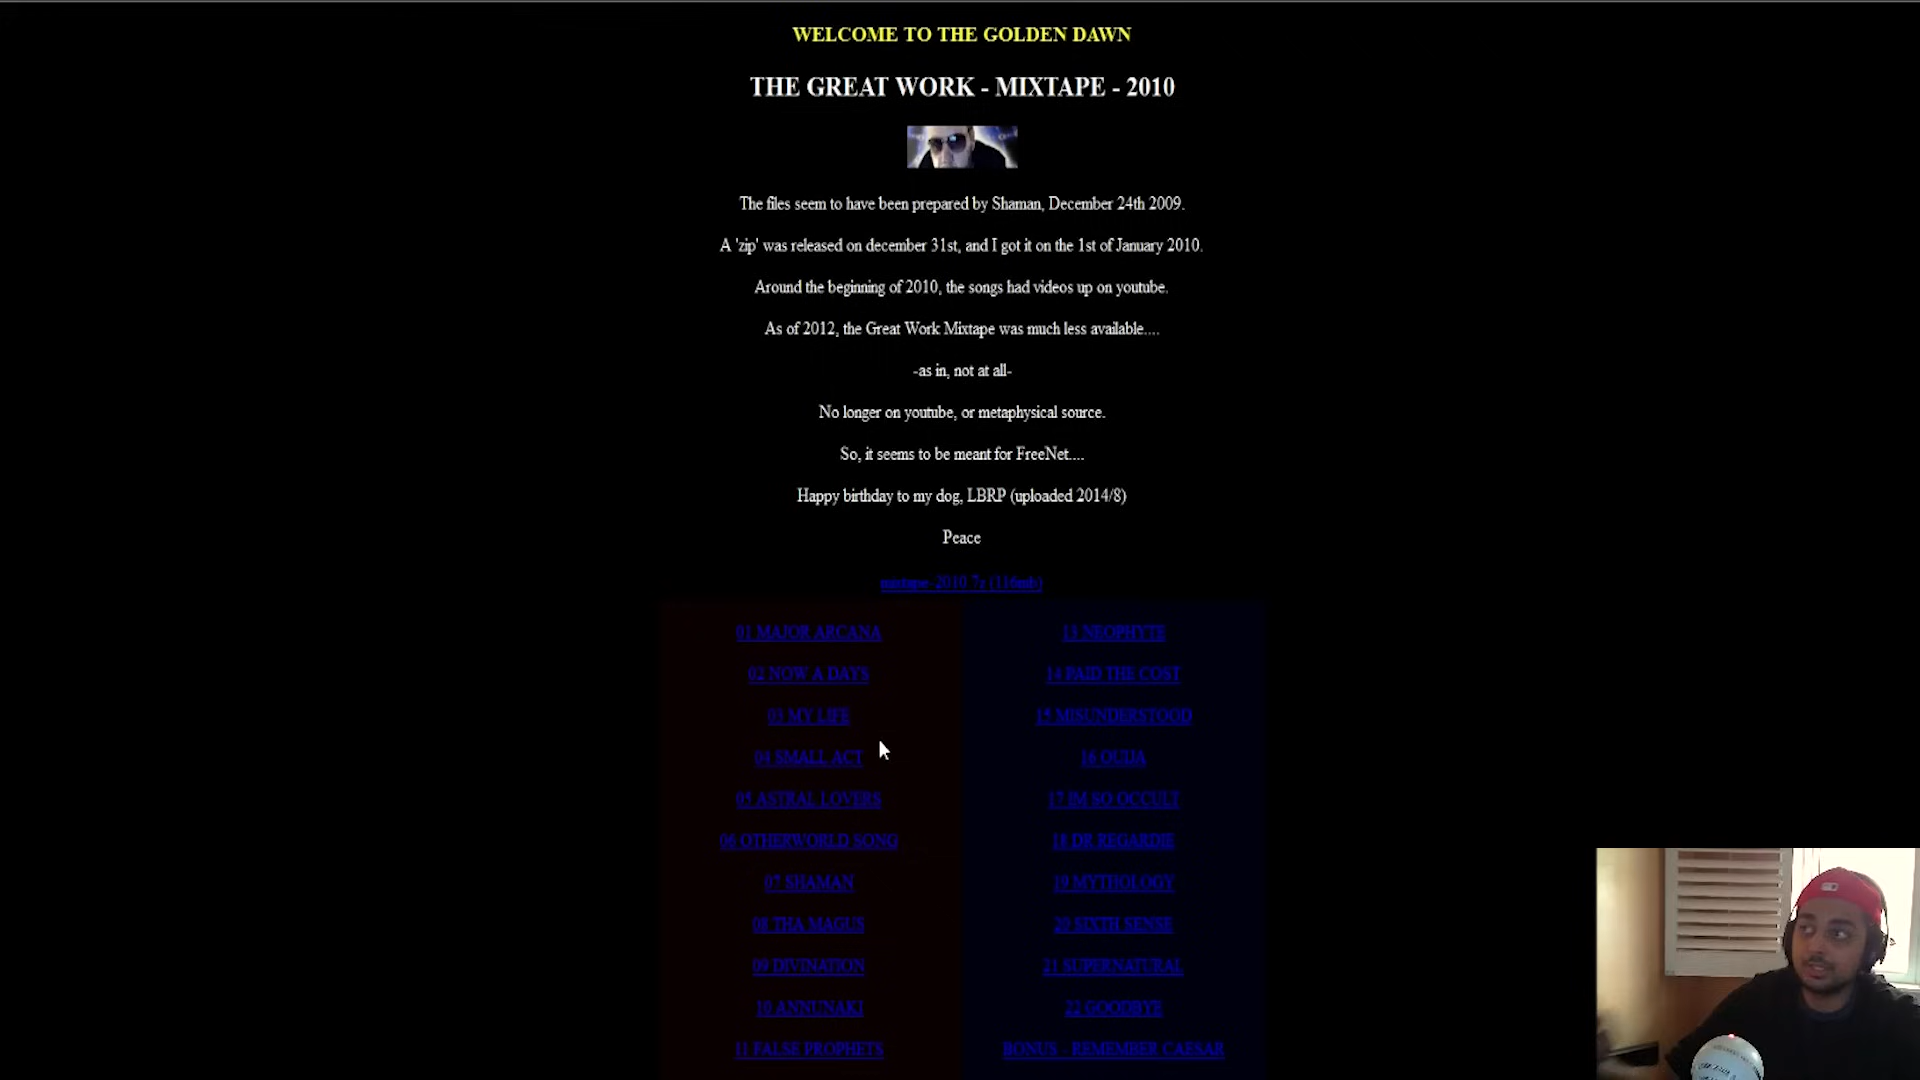 WELCOME TO THE GOLDEN DAWN
THE GREAT WORK - MIXTAPE - 2010
The files seem to have been prepared by Shaman, December 24th 2009.
A 'zip' was released on december 31st, and I got it on the 1st of January 2010.
Around the beginning of 2010, the songs had videos up on youtube.
As of 2012, the Great Work Mixtape was much less available....
-as in, not at all-
No longer on youtube, or metaphysical source.
So, it seems to be meant for FreeNet....
Happy birthday to my dog, LBRP (uploaded 2014/8)
Peace
mixtape-2010.7z (116mb)
01 MAJOR ARCANA
02 NOW A DAYS
03 MY LIFE
04 SMALL ACT
05 ASTRAL LOVERS
06 OTHERWORLD SONG
07 SHAMAN
08 THA MAGUS
09 DIVINATION
10 ANNUNAKI
11 FALSE PROPHETS
13 NEOPHYTE
14 PAID THE COST
15 MISUNDERSTOOD
16 OUIJA
17 IM SO OCCULT
18 DR REGARDIE
19 MYTHOLOGY
20 SIXTH SENSE
21 SUPERNATURAL
22 GOODBYE
BONUS - REMEMBER CAESAR